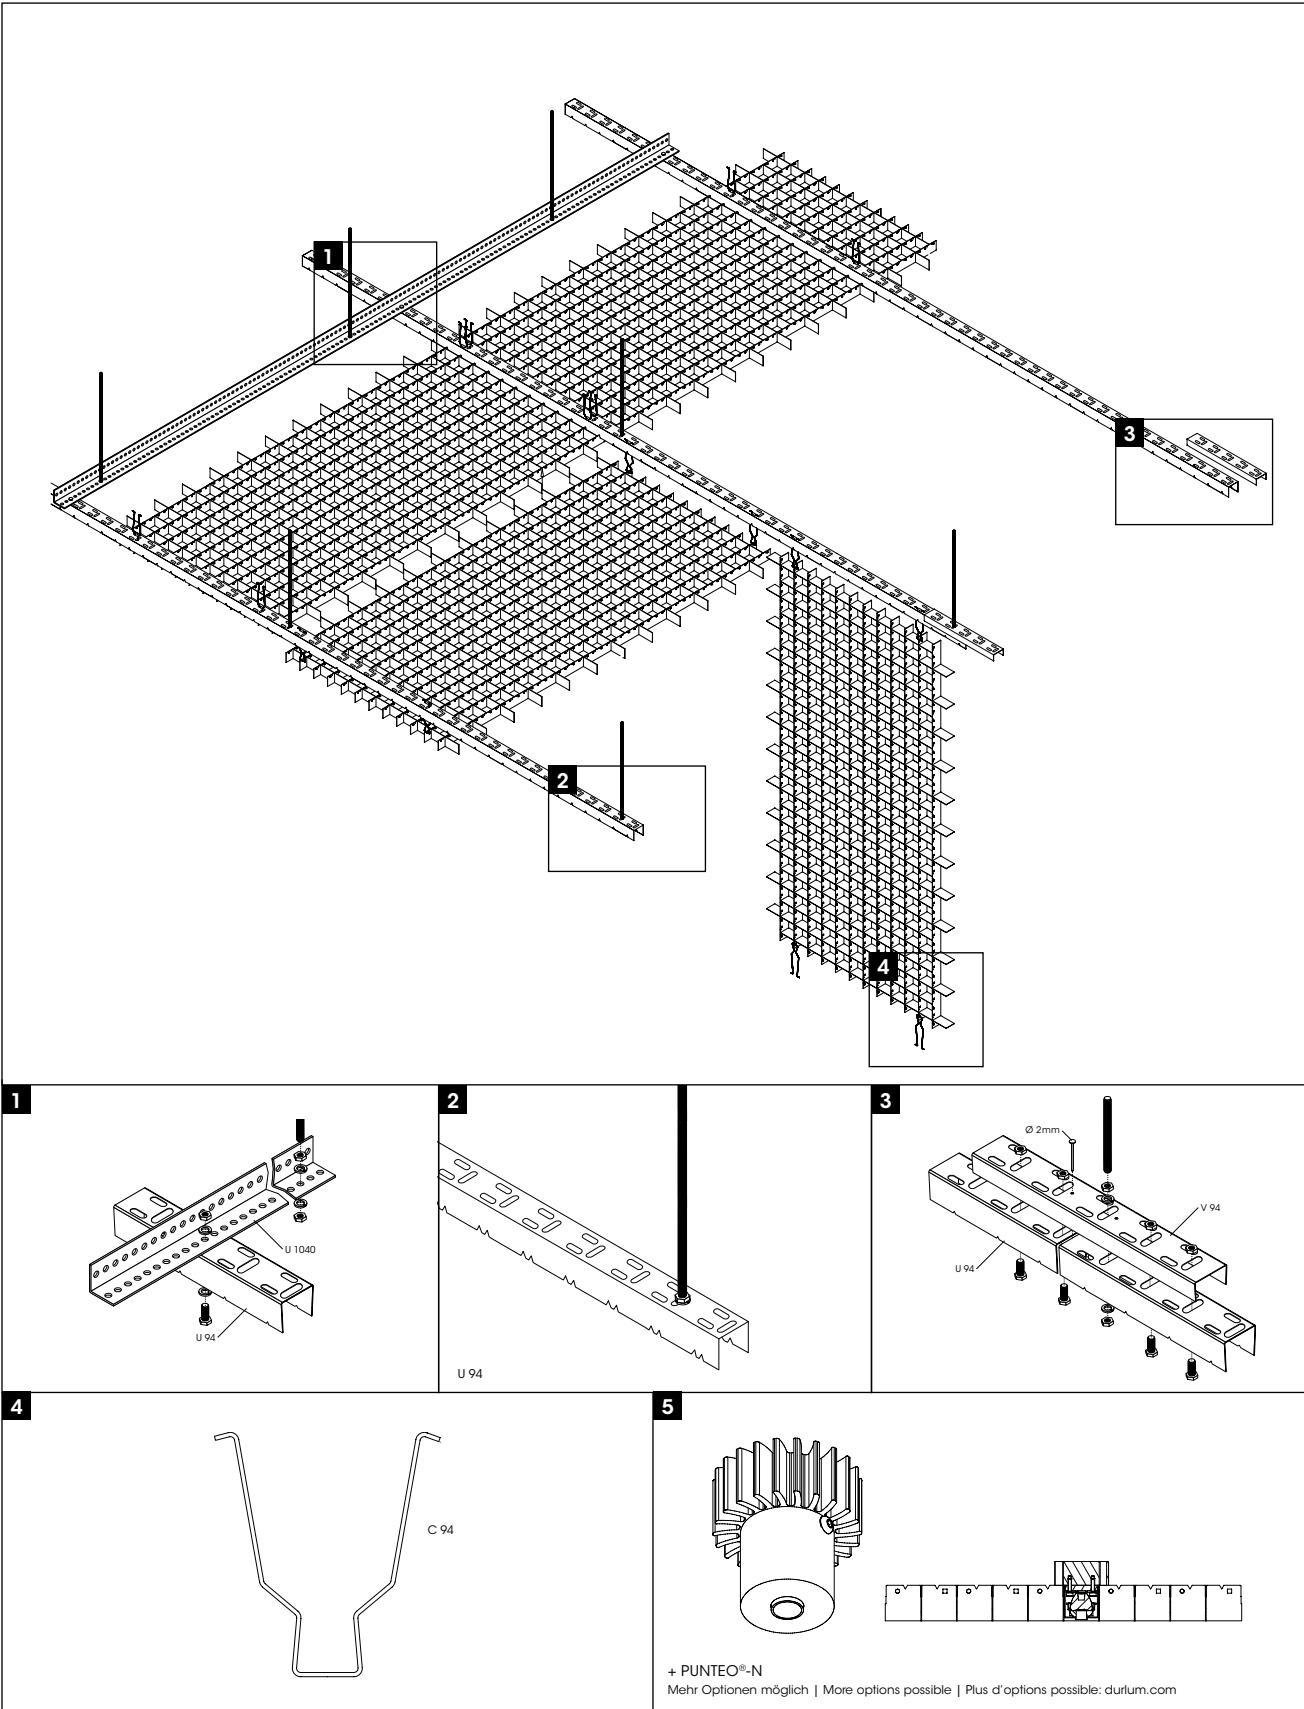 1
2
3
4
1
U 1040
U 94
2
U 94
3
Ø 2mm
V 94
U 94
4
C 94
5
+ PUNTEO®-N
Mehr Optionen möglich | More options possible | Plus d'options possible: durlum.com